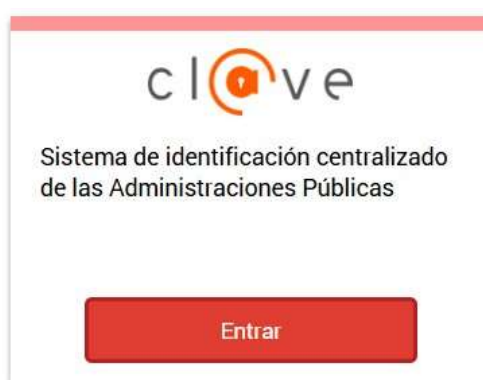 cl@ve
Sistema de identificación centralizado
de las Administraciones Públicas
Entrar